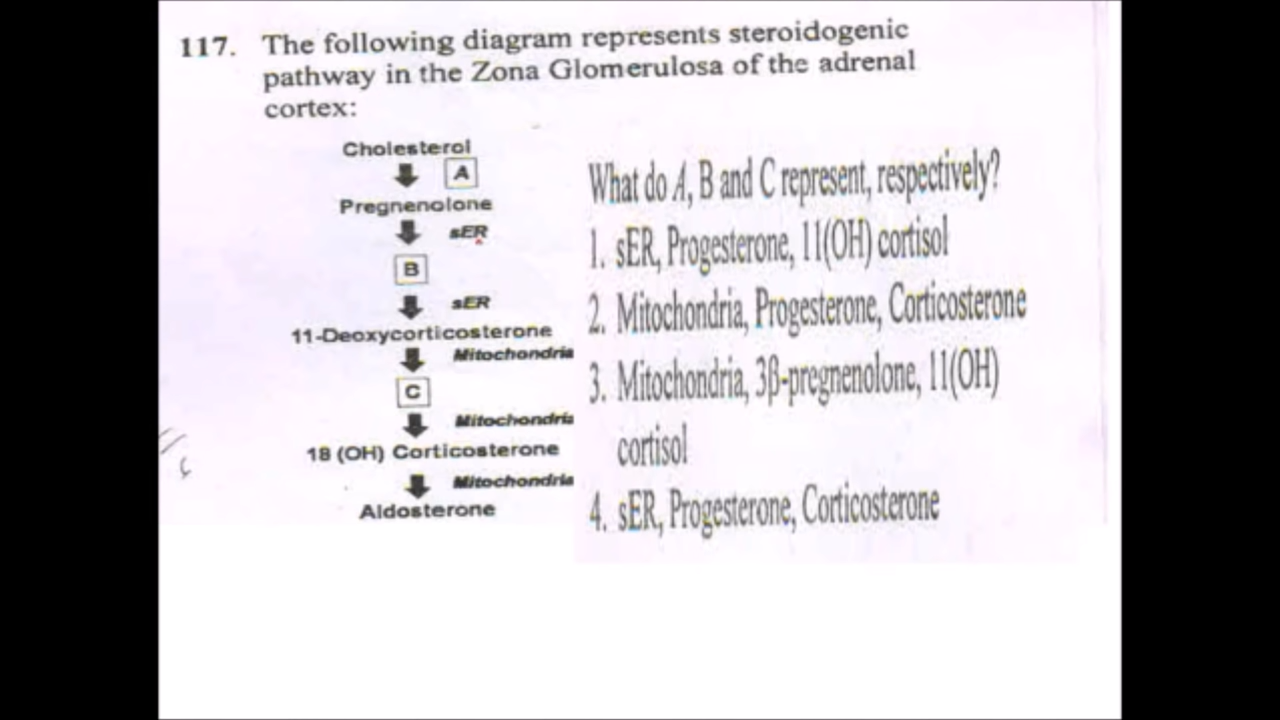 117. The following diagram represents steroidogenic
pathway in the Zona Glomerulosa of the adrenal
cortex:
Cholesterol
A
Pregnenolone
sER
B
sER
11-Deoxycorticosterone
Mitochondria
C
Mitochondria
18 (OH) Corticosterone
Mitochondria
Aldosterone
What do A, B and C represent, respectively?
1. sER, Progesterone, 11(OH) cortisol
2. Mitochondria, Progesterone, Corticosterone
3. Mitochondria, 3β-pregnenolone, 11(OH)
cortisol
4. sER, Progesterone, Corticosterone